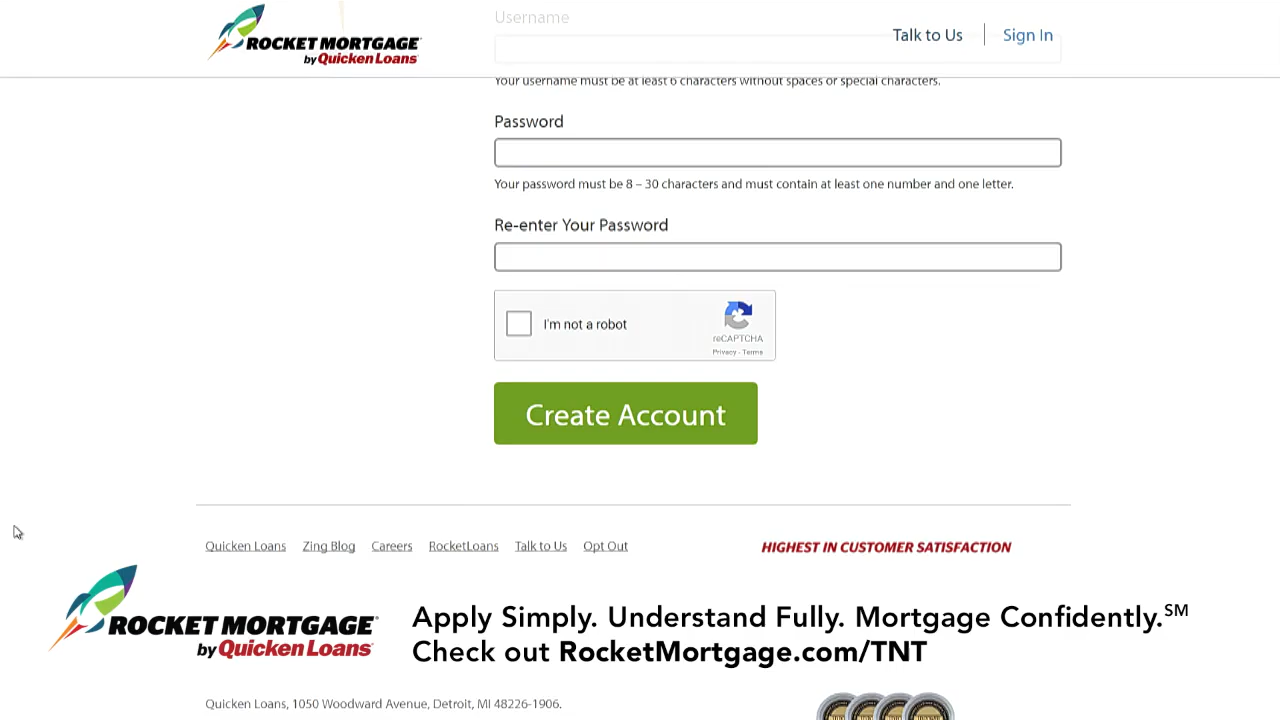 Username
ROCKET MORTGAGE
by Quicken Loans
Talk to Us
Sign In
Your username must be at least 6 characters without spaces or special characters.
Password
Your password must be 8 – 30 characters and must contain at least one number and one letter.
Re-enter Your Password
I'm not a robot
reCAPTCHA
Privacy - Terms
Create Account
Quicken Loans Zing Blog Careers RocketLoans Talk to Us Opt Out
HIGHEST IN CUSTOMER SATISFACTION
ROCKET MORTGAGE
by Quicken Loans
Apply Simply. Understand Fully. Mortgage Confidently.℠
Check out RocketMortgage.com/TNT
Quicken Loans, 1050 Woodward Avenue, Detroit, MI 48226-1906.